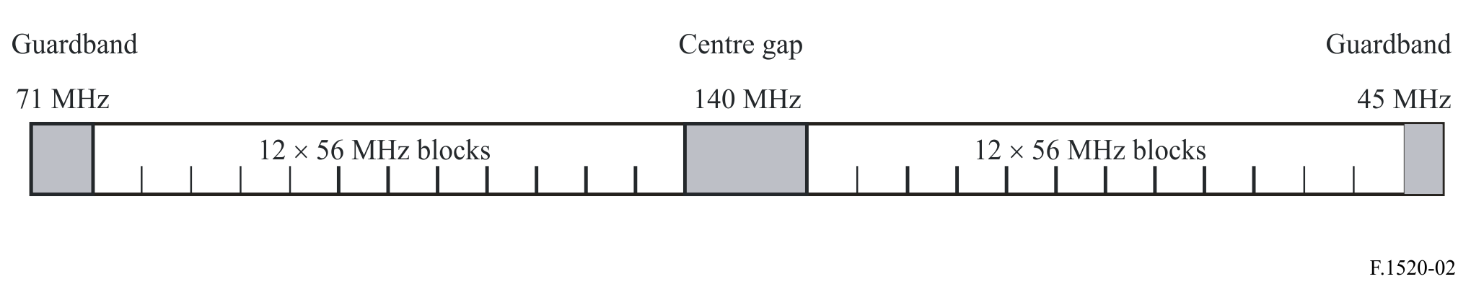 Guardband Centre gap Guardband
71 MHz 140 MHz 45 MHz
12 × 56 MHz blocks 12 × 56 MHz blocks
F.1520-02